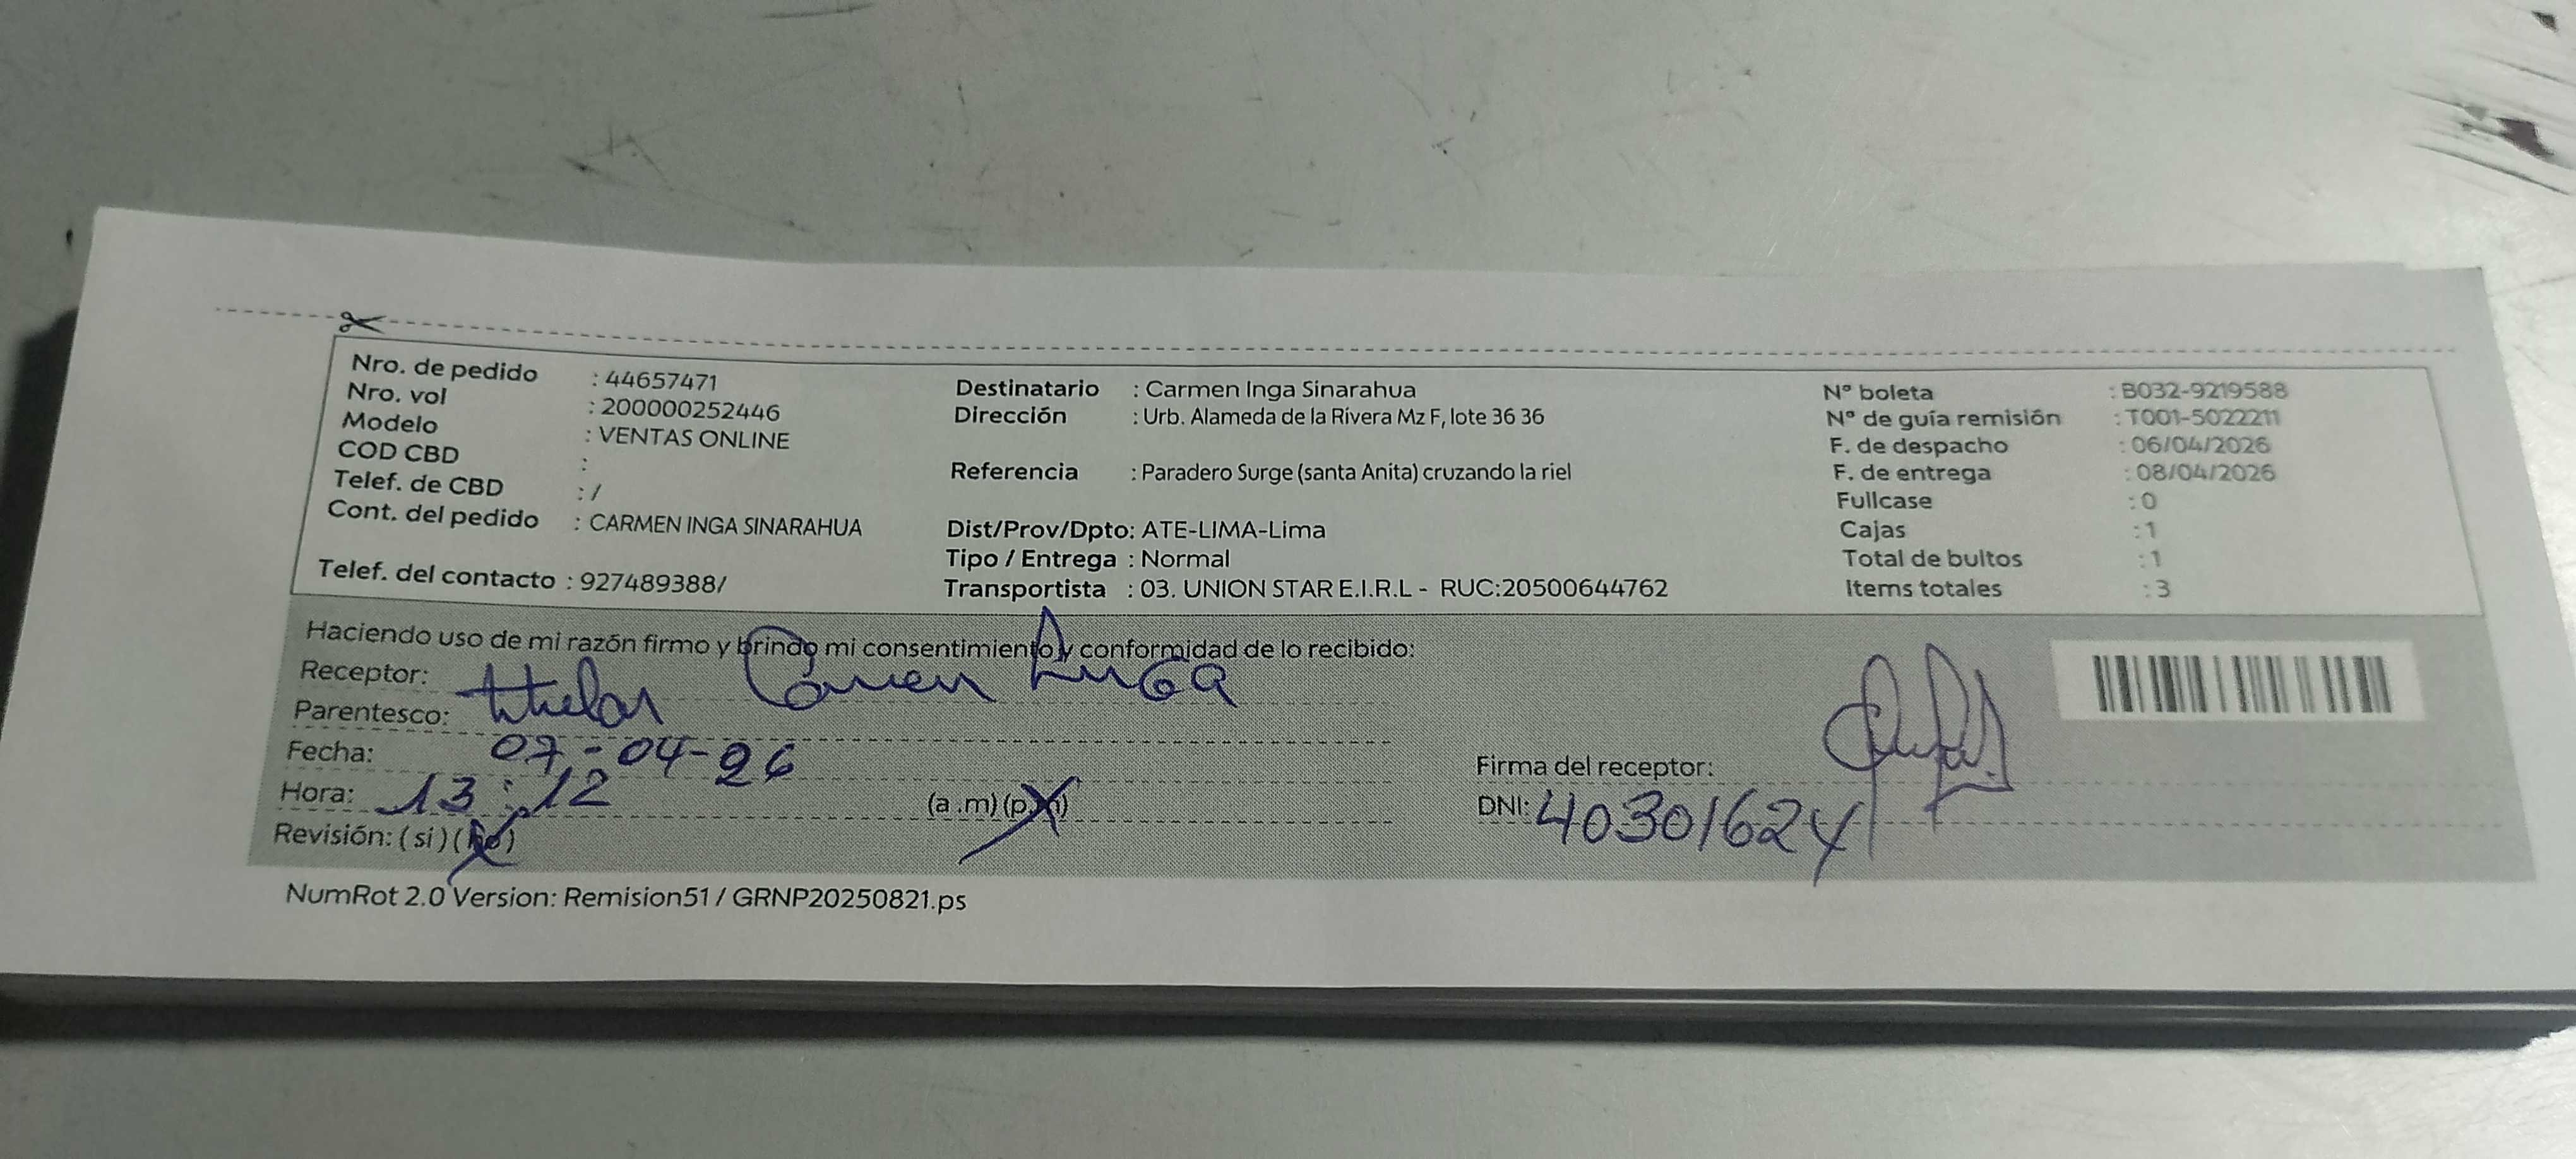 Nro. de pedido : 44657471
Nro. vol : 200000252446
Modelo : VENTAS ONLINE
COD CBD :
Telef. de CBD : /
Cont. del pedido : CARMEN INGA SINARAHUA
Telef. del contacto : 927489388/
Destinatario : Carmen Inga Sinarahua
Dirección : Urb. Alameda de la Rivera Mz F, lote 36 36
Referencia : Paradero Surge (santa Anita) cruzando la riel
Dist/Prov/Dpto: ATE-LIMA-Lima
Tipo / Entrega : Normal
Transportista : 03. UNION STAR E.I.R.L - RUC:20500644762
Nº boleta : B032-9219588
Nº de guía remisión : T001-5022211
F. de despacho : 06/04/2026
F. de entrega : 08/04/2026
Fullcase : 0
Cajas : 1
Total de bultos : 1
Items totales : 3
Haciendo uso de mi razón firmo y brindo mi consentimiento y conformidad de lo recibido:
Receptor: Carmen Inga
Parentesco: titular
Fecha: 07-04-26
Hora: 13:12 (a .m) (p.m)
Revisión: ( si ) ( no )
Firma del receptor:
DNI: 40301624
NumRot 2.0 Version: Remision51 / GRNP20250821.ps